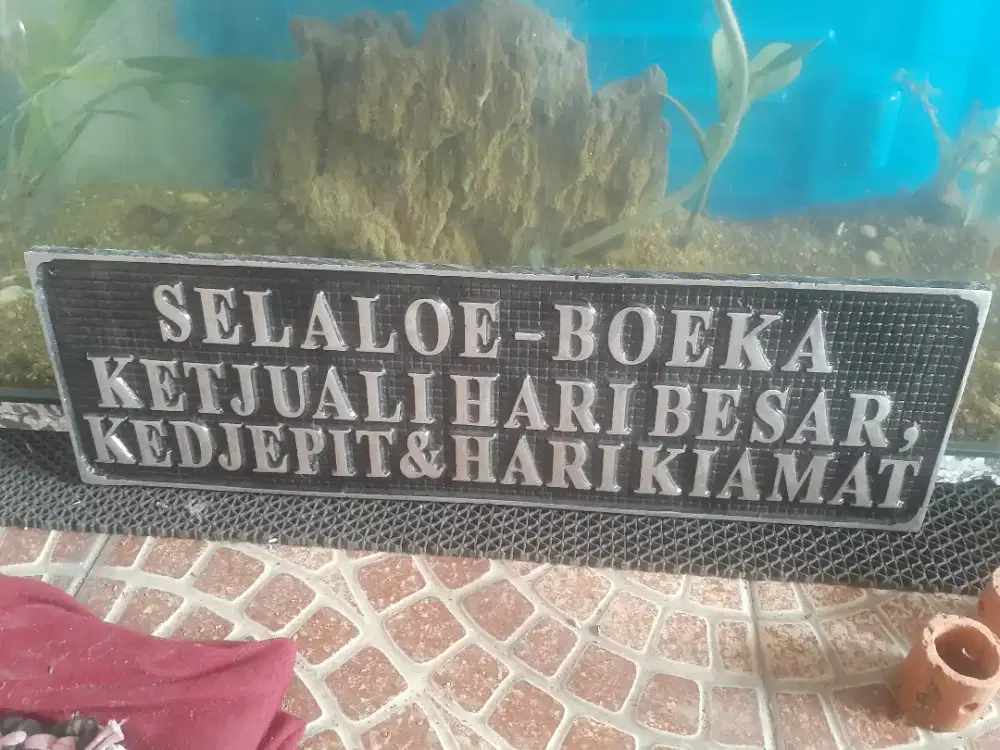 SELALOE-BOEKA
KETJUALI HARI BESAR,
KEDJEPIT & HARI KIAMAT